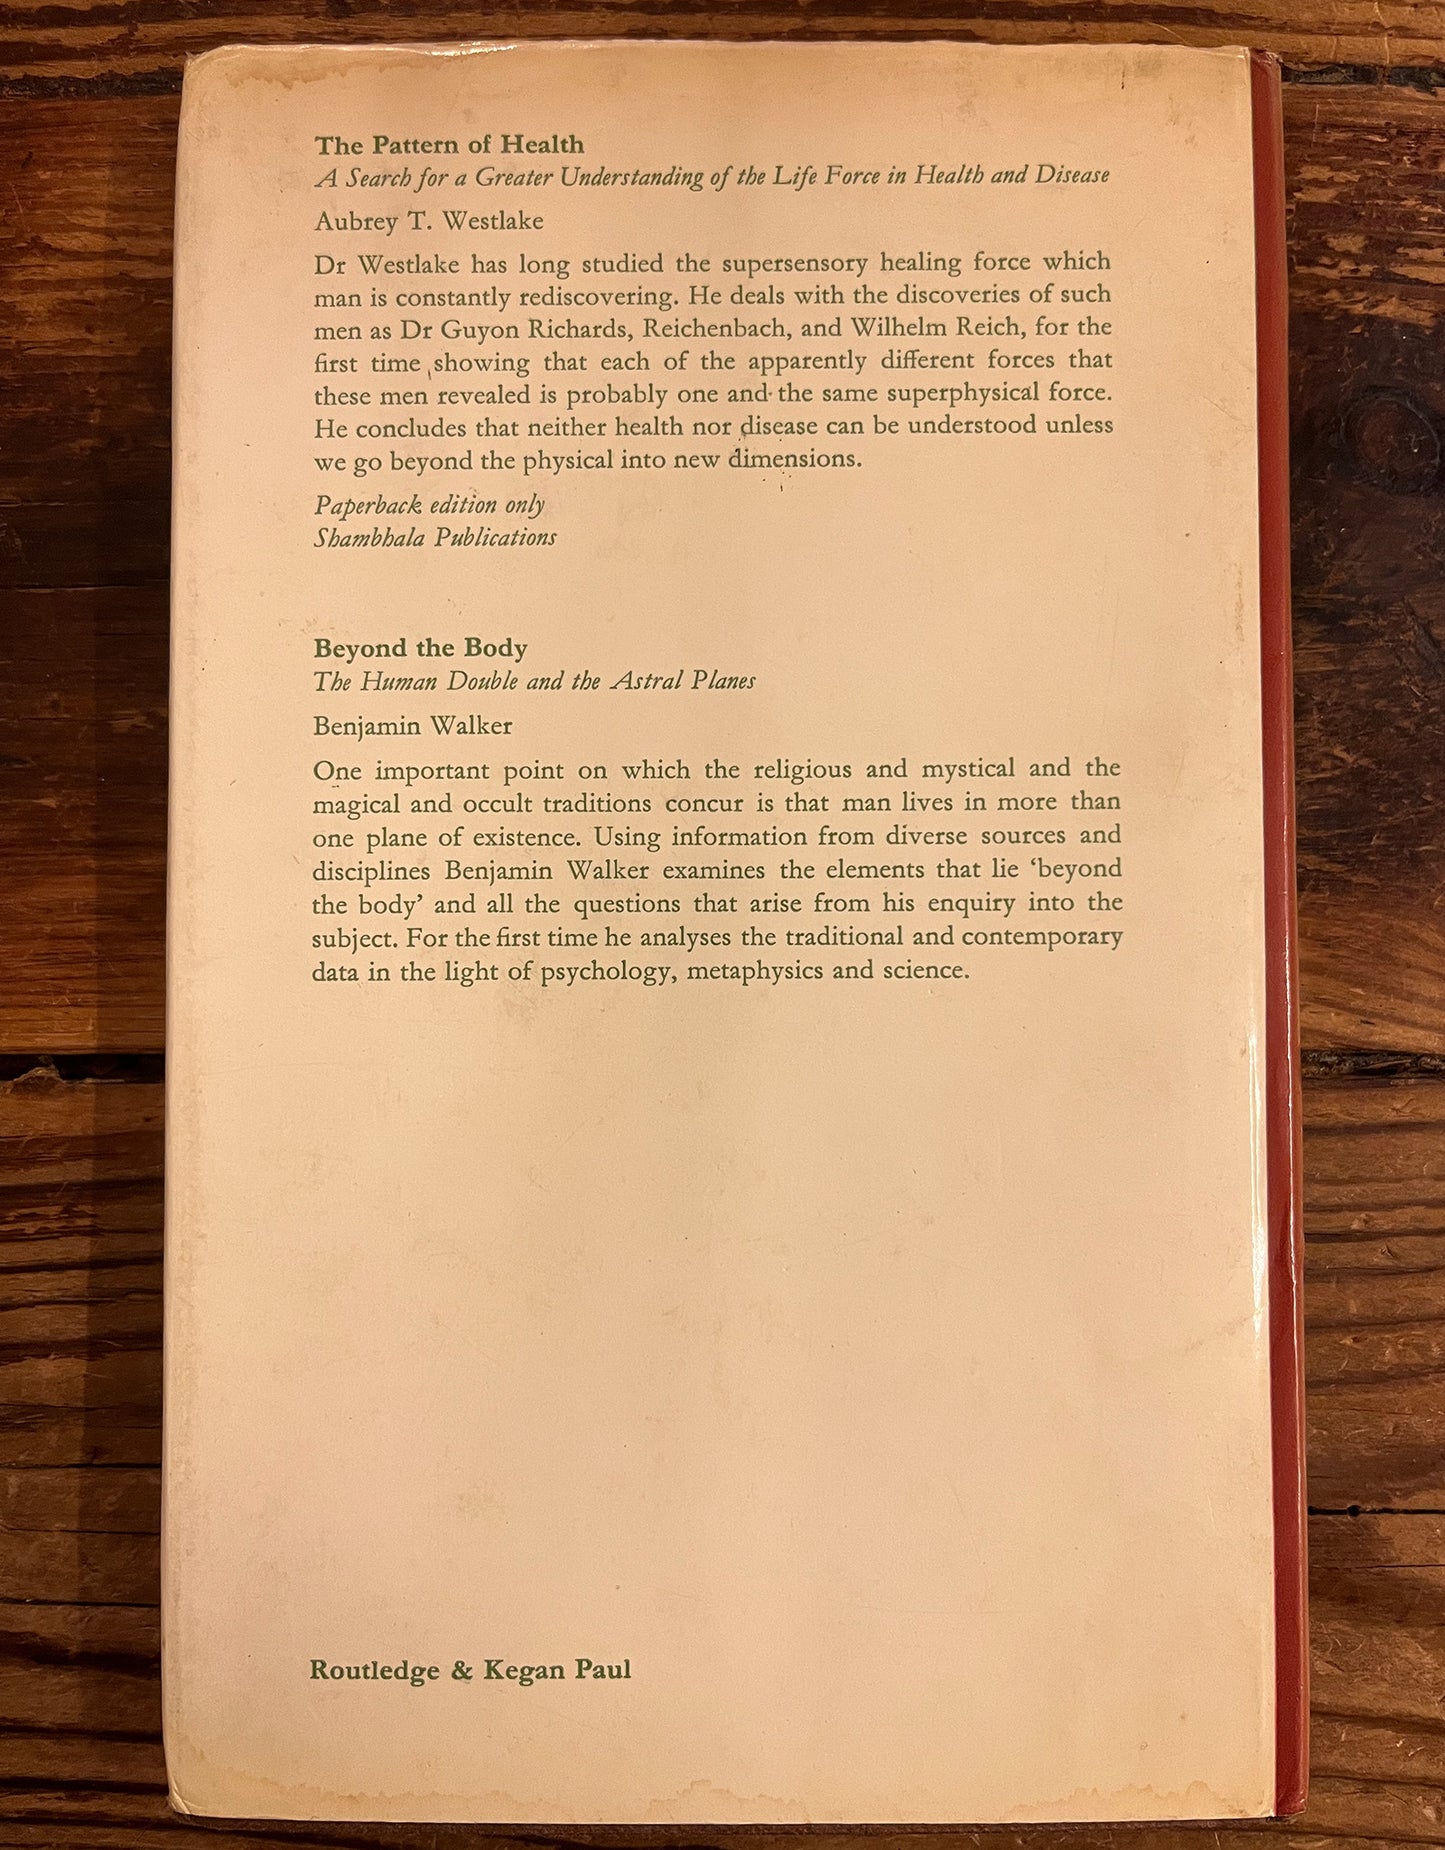 The Pattern of Health
A Search for a Greater Understanding of the Life Force in Health and Disease
Aubrey T. Westlake
Dr Westlake has long studied the supersensory healing force which
man is constantly rediscovering. He deals with the discoveries of such
men as Dr Guyon Richards, Reichenbach, and Wilhelm Reich, for the
first time showing that each of the apparently different forces that
these men revealed is probably one and the same superphysical force.
He concludes that neither health nor disease can be understood unless
we go beyond the physical into new dimensions.
Paperback edition only
Shambhala Publications
Beyond the Body
The Human Double and the Astral Planes
Benjamin Walker
One important point on which the religious and mystical and the
magical and occult traditions concur is that man lives in more than
one plane of existence. Using information from diverse sources and
disciplines Benjamin Walker examines the elements that lie ‘beyond
the body’ and all the questions that arise from his enquiry into the
subject. For the first time he analyses the traditional and contemporary
data in the light of psychology, metaphysics and science.
Routledge & Kegan Paul